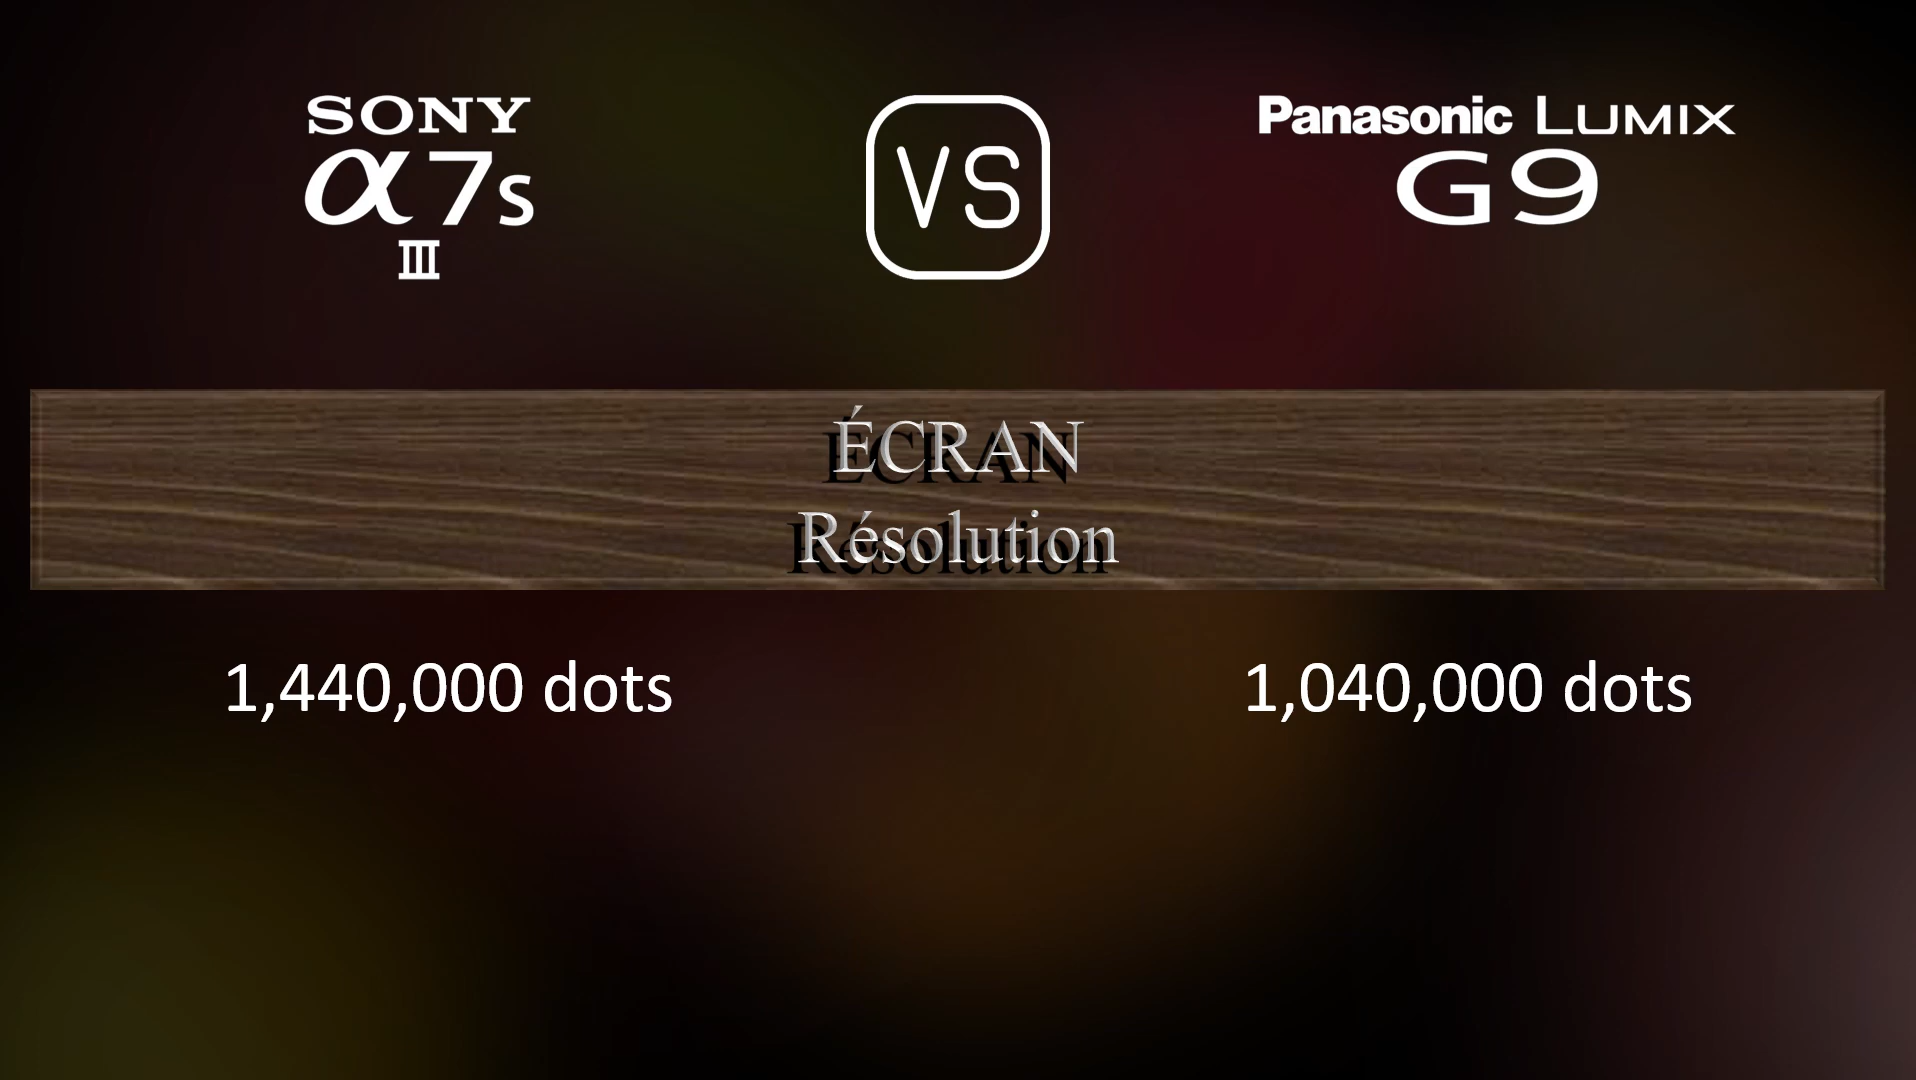 SONY
α7s
III
VS
Panasonic LUMIX
G9
ÉCRAN
Résolution
1,440,000 dots
1,040,000 dots